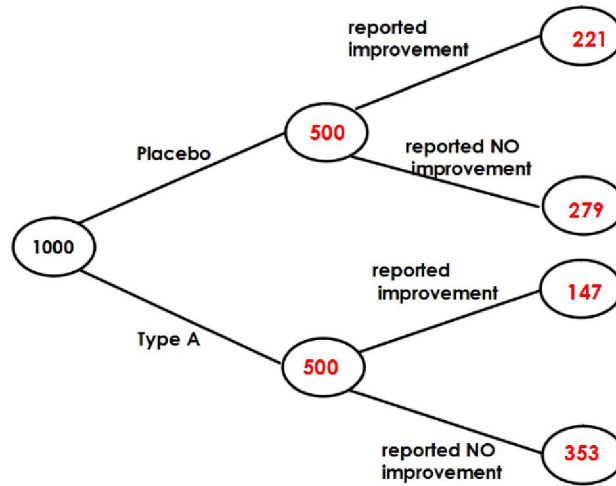 reported
improvement
221
500
Placebo
reported NO
improvement
279
1000
reported
improvement
147
Type A
500
reported NO
improvement
353